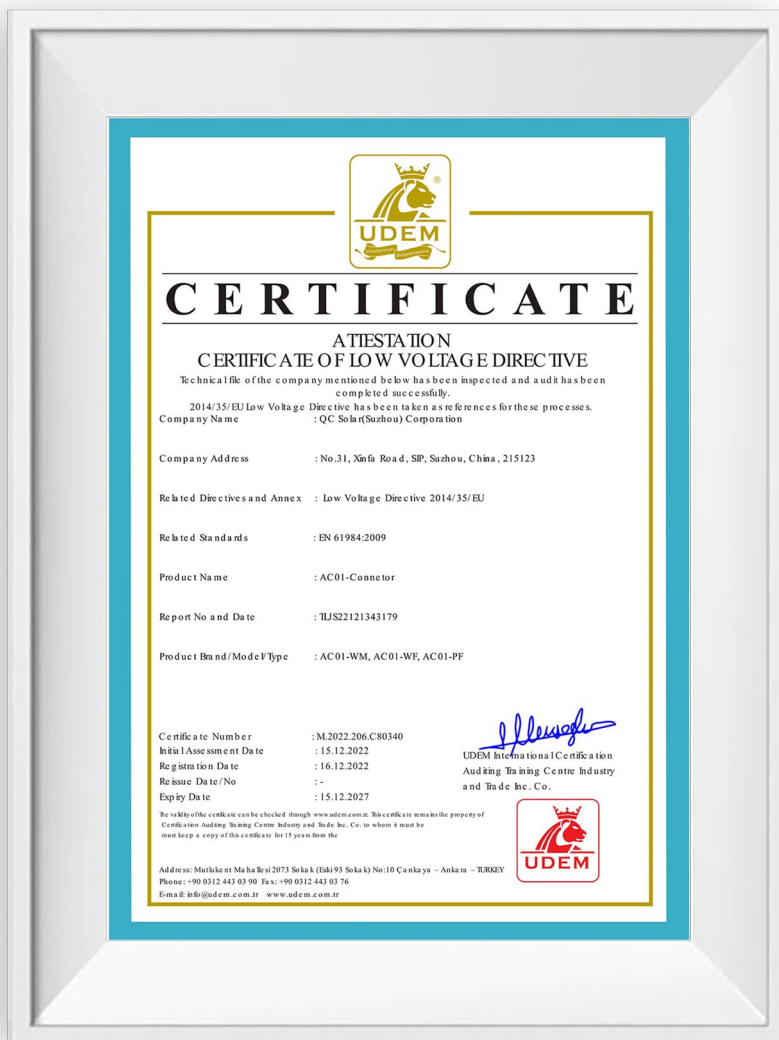 ®
UDEM
CERTIFICATE
ATTESTATION
CERTIFICATE OF LOW VOLTAGE DIRECTIVE
Technical file of the company mentioned below has been inspected and audit has been
completed successfully.
2014/35/EU Low Voltage Directive has been taken as references for these processes.
Company Name : QC Solar(Suzhou) Corporation
Company Address : No.31, Xinfa Road, SIP, Suzhou, China, 215123
Related Directives and Annex : Low Voltage Directive 2014/35/EU
Related Standards : EN 61984:2009
Product Name : AC01-Connetor
Report No and Date : TLJS22121343179
Product Brand/Model/Type : AC01-WM, AC01-WF, AC01-PF
Certificate Number : M.2022.206.C80340
Initial Assessment Date : 15.12.2022
Registration Date : 16.12.2022
Reissue Date/No : -
Expiry Date : 15.12.2027
UDEM International Certification
Auditing Training Centre Industry
and Trade Inc. Co.
The validity of the certificate can be checked through www.udem.com.tr. This certificate remains the property of
Certification Auditing Training Centre Industry and Trade Inc. Co. to whom it must be
must keep a copy of this certificate for 15 years from the
UDEM
Address: Mutlukent Mahallesi 2073 Sokak (Eski 93 Sokak) No:10 Çankaya – Ankara – TURKEY
Phone: +90 0312 443 03 90 Fax: +90 0312 443 03 76
E-mail: info@udem.com.tr www.udem.com.tr